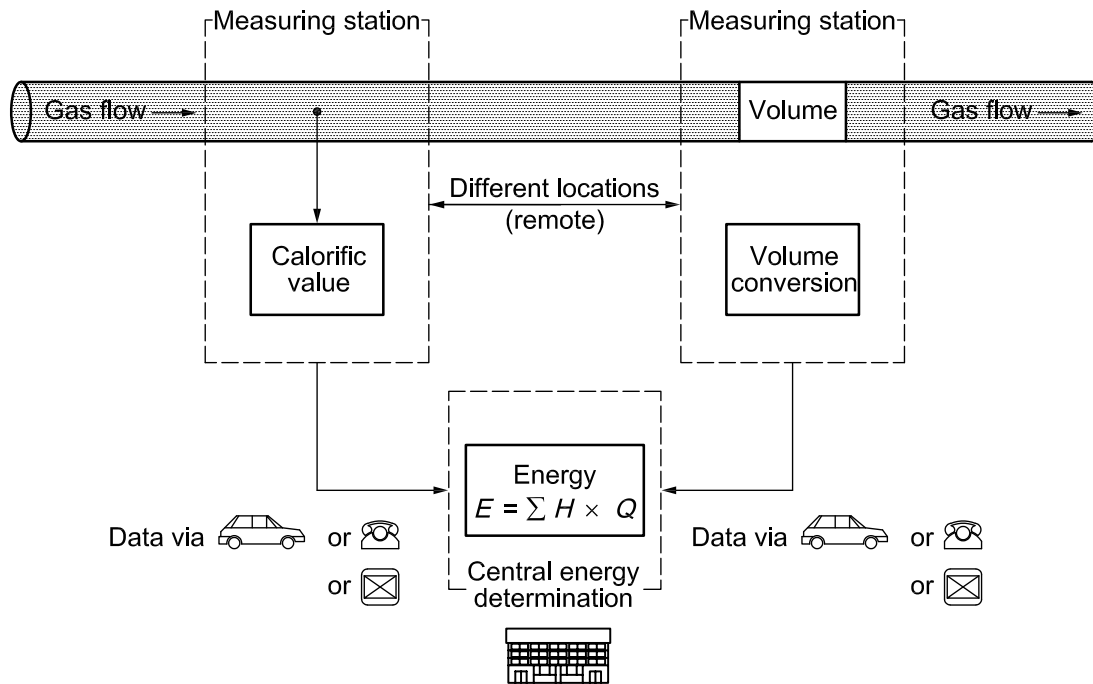 Measuring station
Measuring station
Gas flow
Volume
Gas flow
Different locations
(remote)
Calorific
value
Volume
conversion
Energy
E = ∑ H × Q
Data via
or
or
Central energy
determination
Data via
or
or